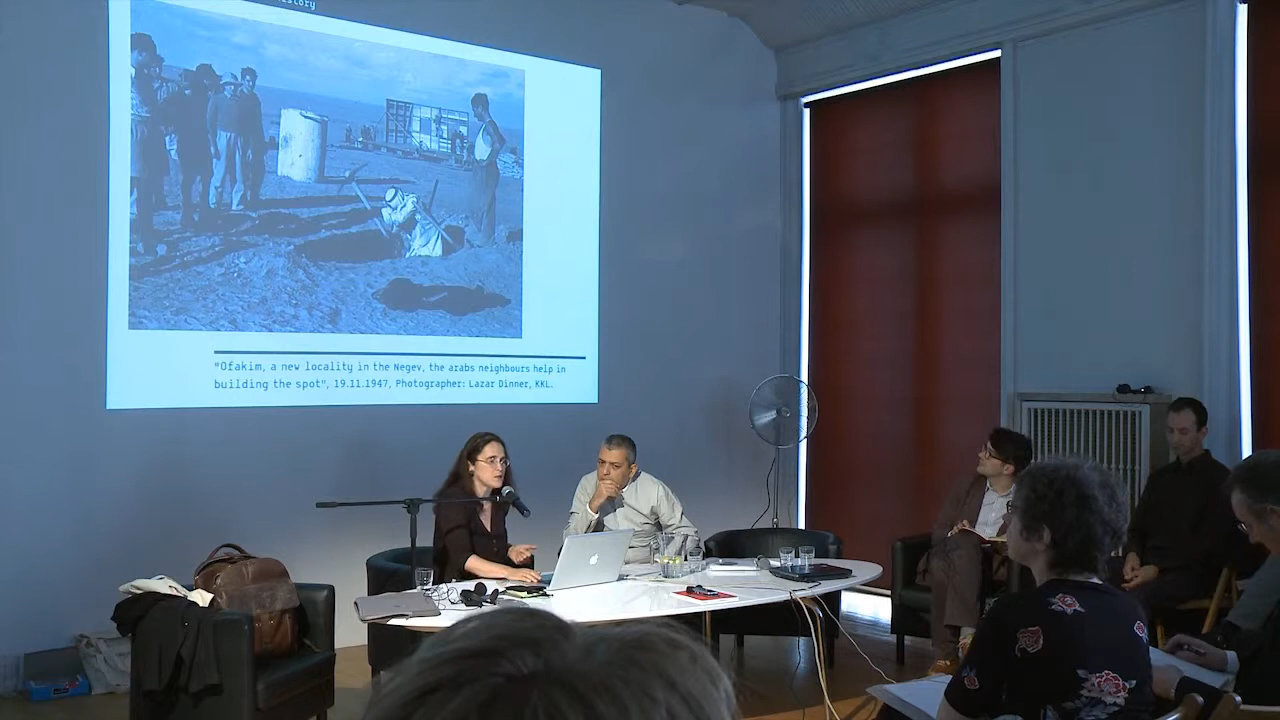 history
"Ofakim, a new locality in the Negev, the arabs neighbours help in
building the spot", 19.11.1947, Photographer: Lazar Dinner, KKL.